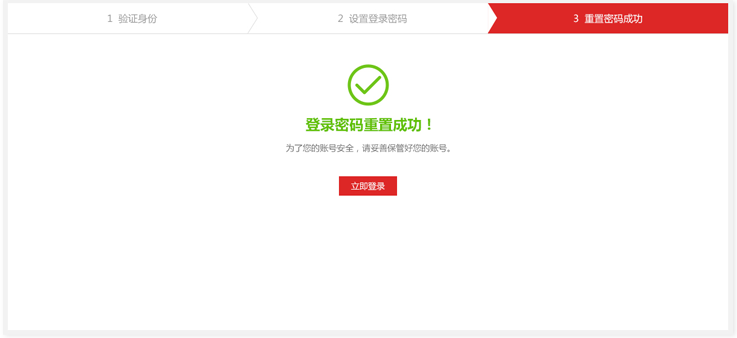 1 验证身份
2 设置登录密码
3 重置密码成功
登录密码重置成功！
为了您的账号安全，请妥善保管好您的账号。
立即登录